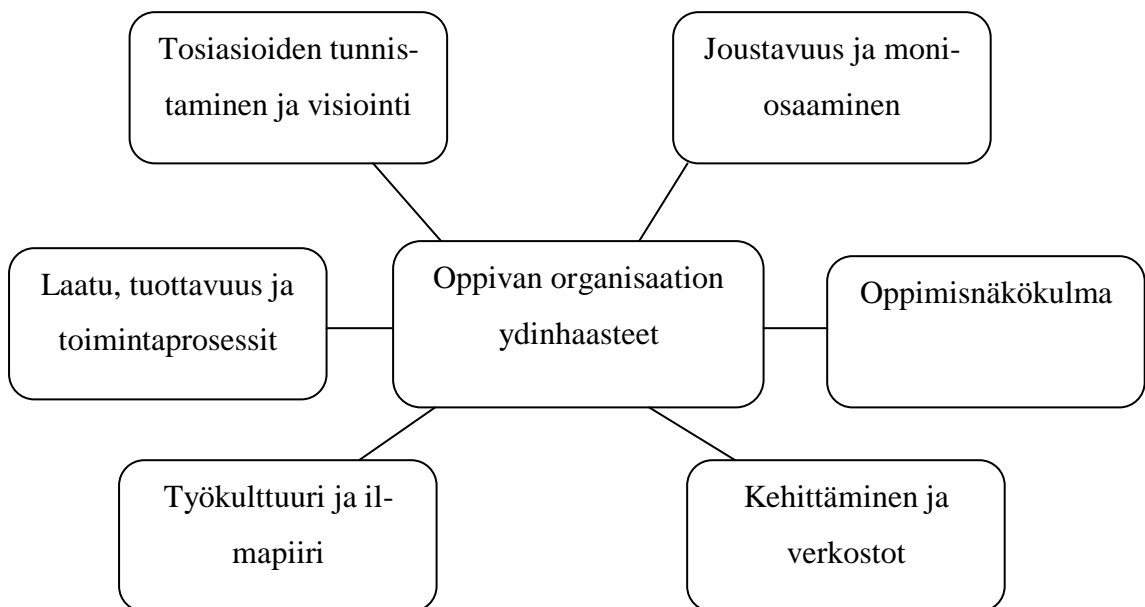 Tosiasioiden tunnis-
taminen ja visiointi
Joustavuus ja moni-
osaaminen
Laatu, tuottavuus ja
toimintaprosessit
Oppivan organisaation
ydinhaasteet
Oppimisnäkökulma
Työkulttuuri ja il-
mapiiri
Kehittäminen ja
verkostot